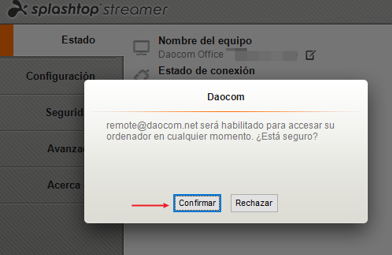 splashtop streamer
Estado
Nombre del equipo
Daocom Office
Configuración
Estado de conexión
Daocom
Segurid
remote@daocom.net será habilitado para accesar su
ordenador en cualquier momento. ¿Está seguro?
Avanza
Acerca
Confirmar
Rechazar